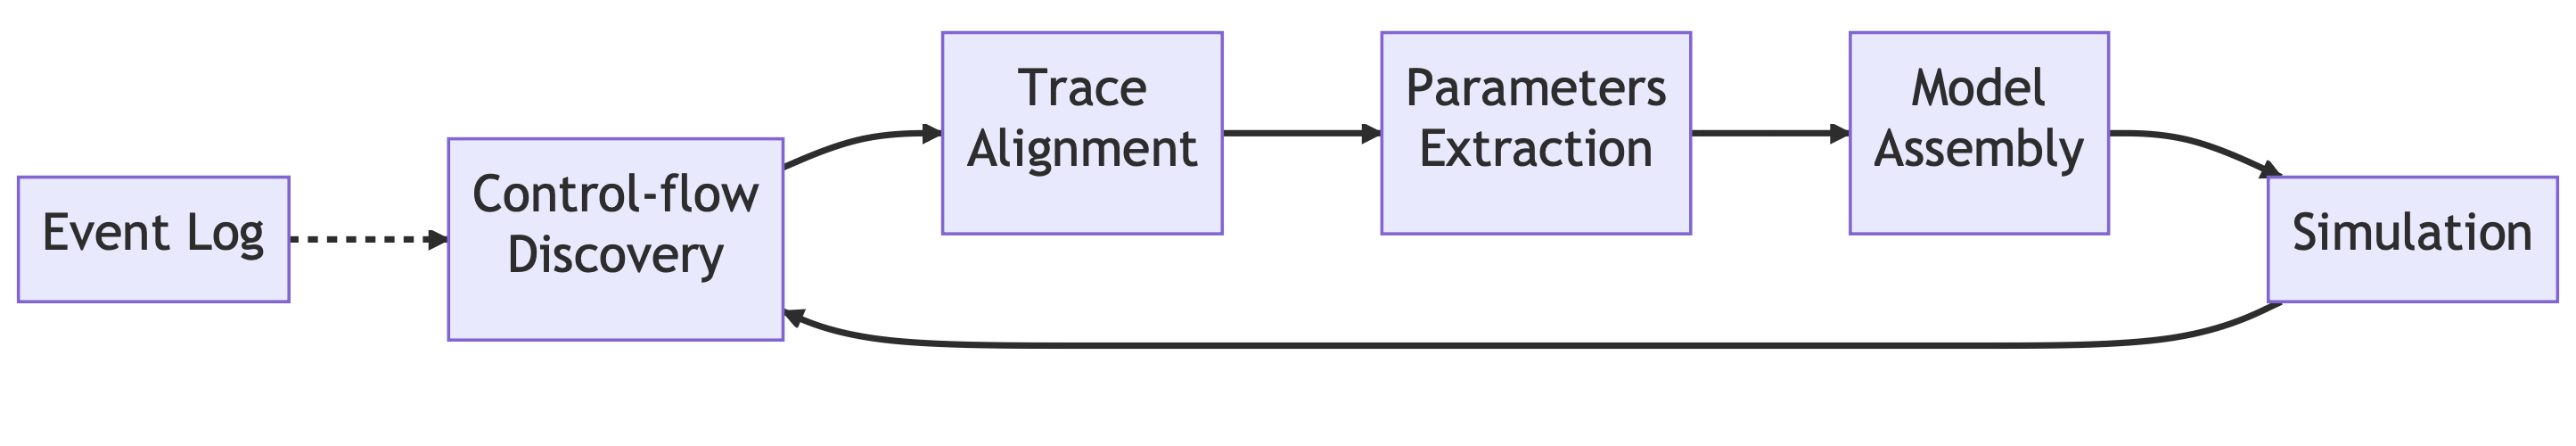 Event Log
Control-flow
Discovery
Trace
Alignment
Parameters
Extraction
Model
Assembly
Simulation